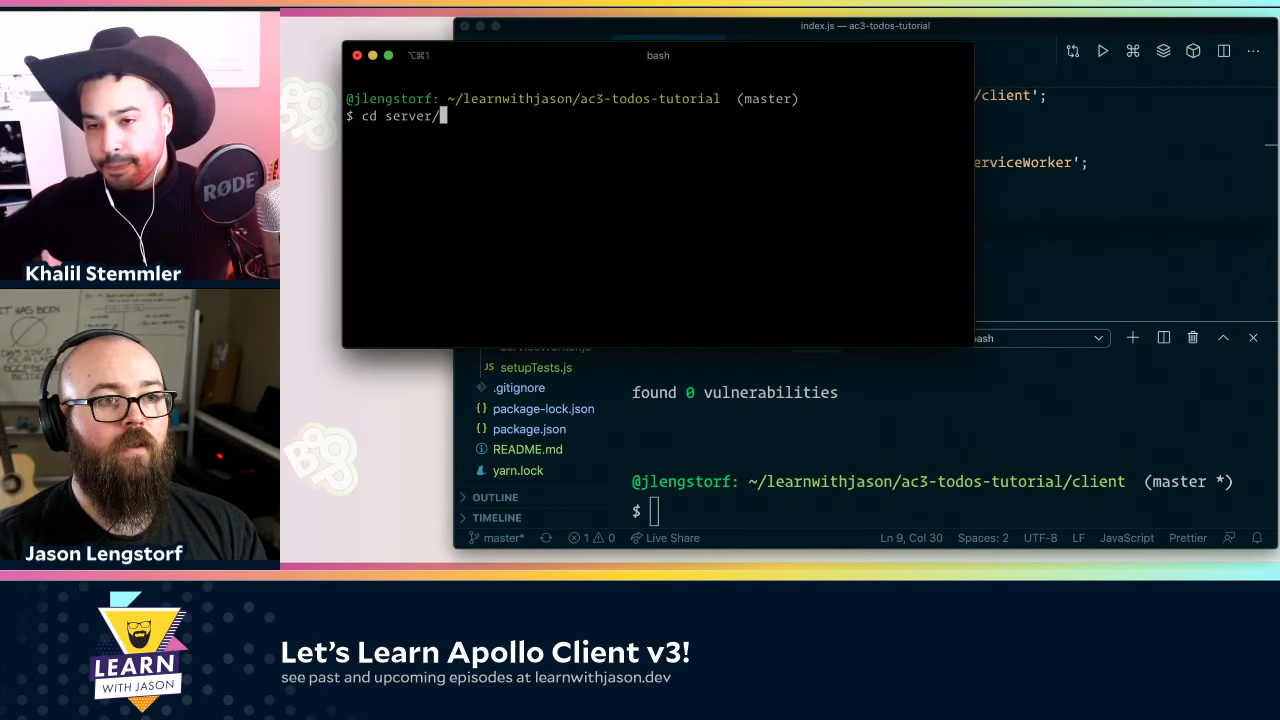 index.js — ac3-todos-tutorial
⌥⌘1
bash
@jlengstorf: ~/learnwithjason/ac3-todos-tutorial (master)
$ cd server/
/client';
erviceWorker';
RØDE
Khalil Stemmler
Jason Lengstorf
setupTests.js
.gitignore
package-lock.json
package.json
README.md
yarn.lock
OUTLINE
TIMELINE
bash
found 0 vulnerabilities
@jlengstorf: ~/learnwithjason/ac3-todos-tutorial/client (master *)
$
master*
1
0
Live Share
Ln 9, Col 30
Spaces: 2
UTF-8
LF
JavaScript
Prettier
LEARN
WITH JASON
Let's Learn Apollo Client v3!
see past and upcoming episodes at learnwithjason.dev